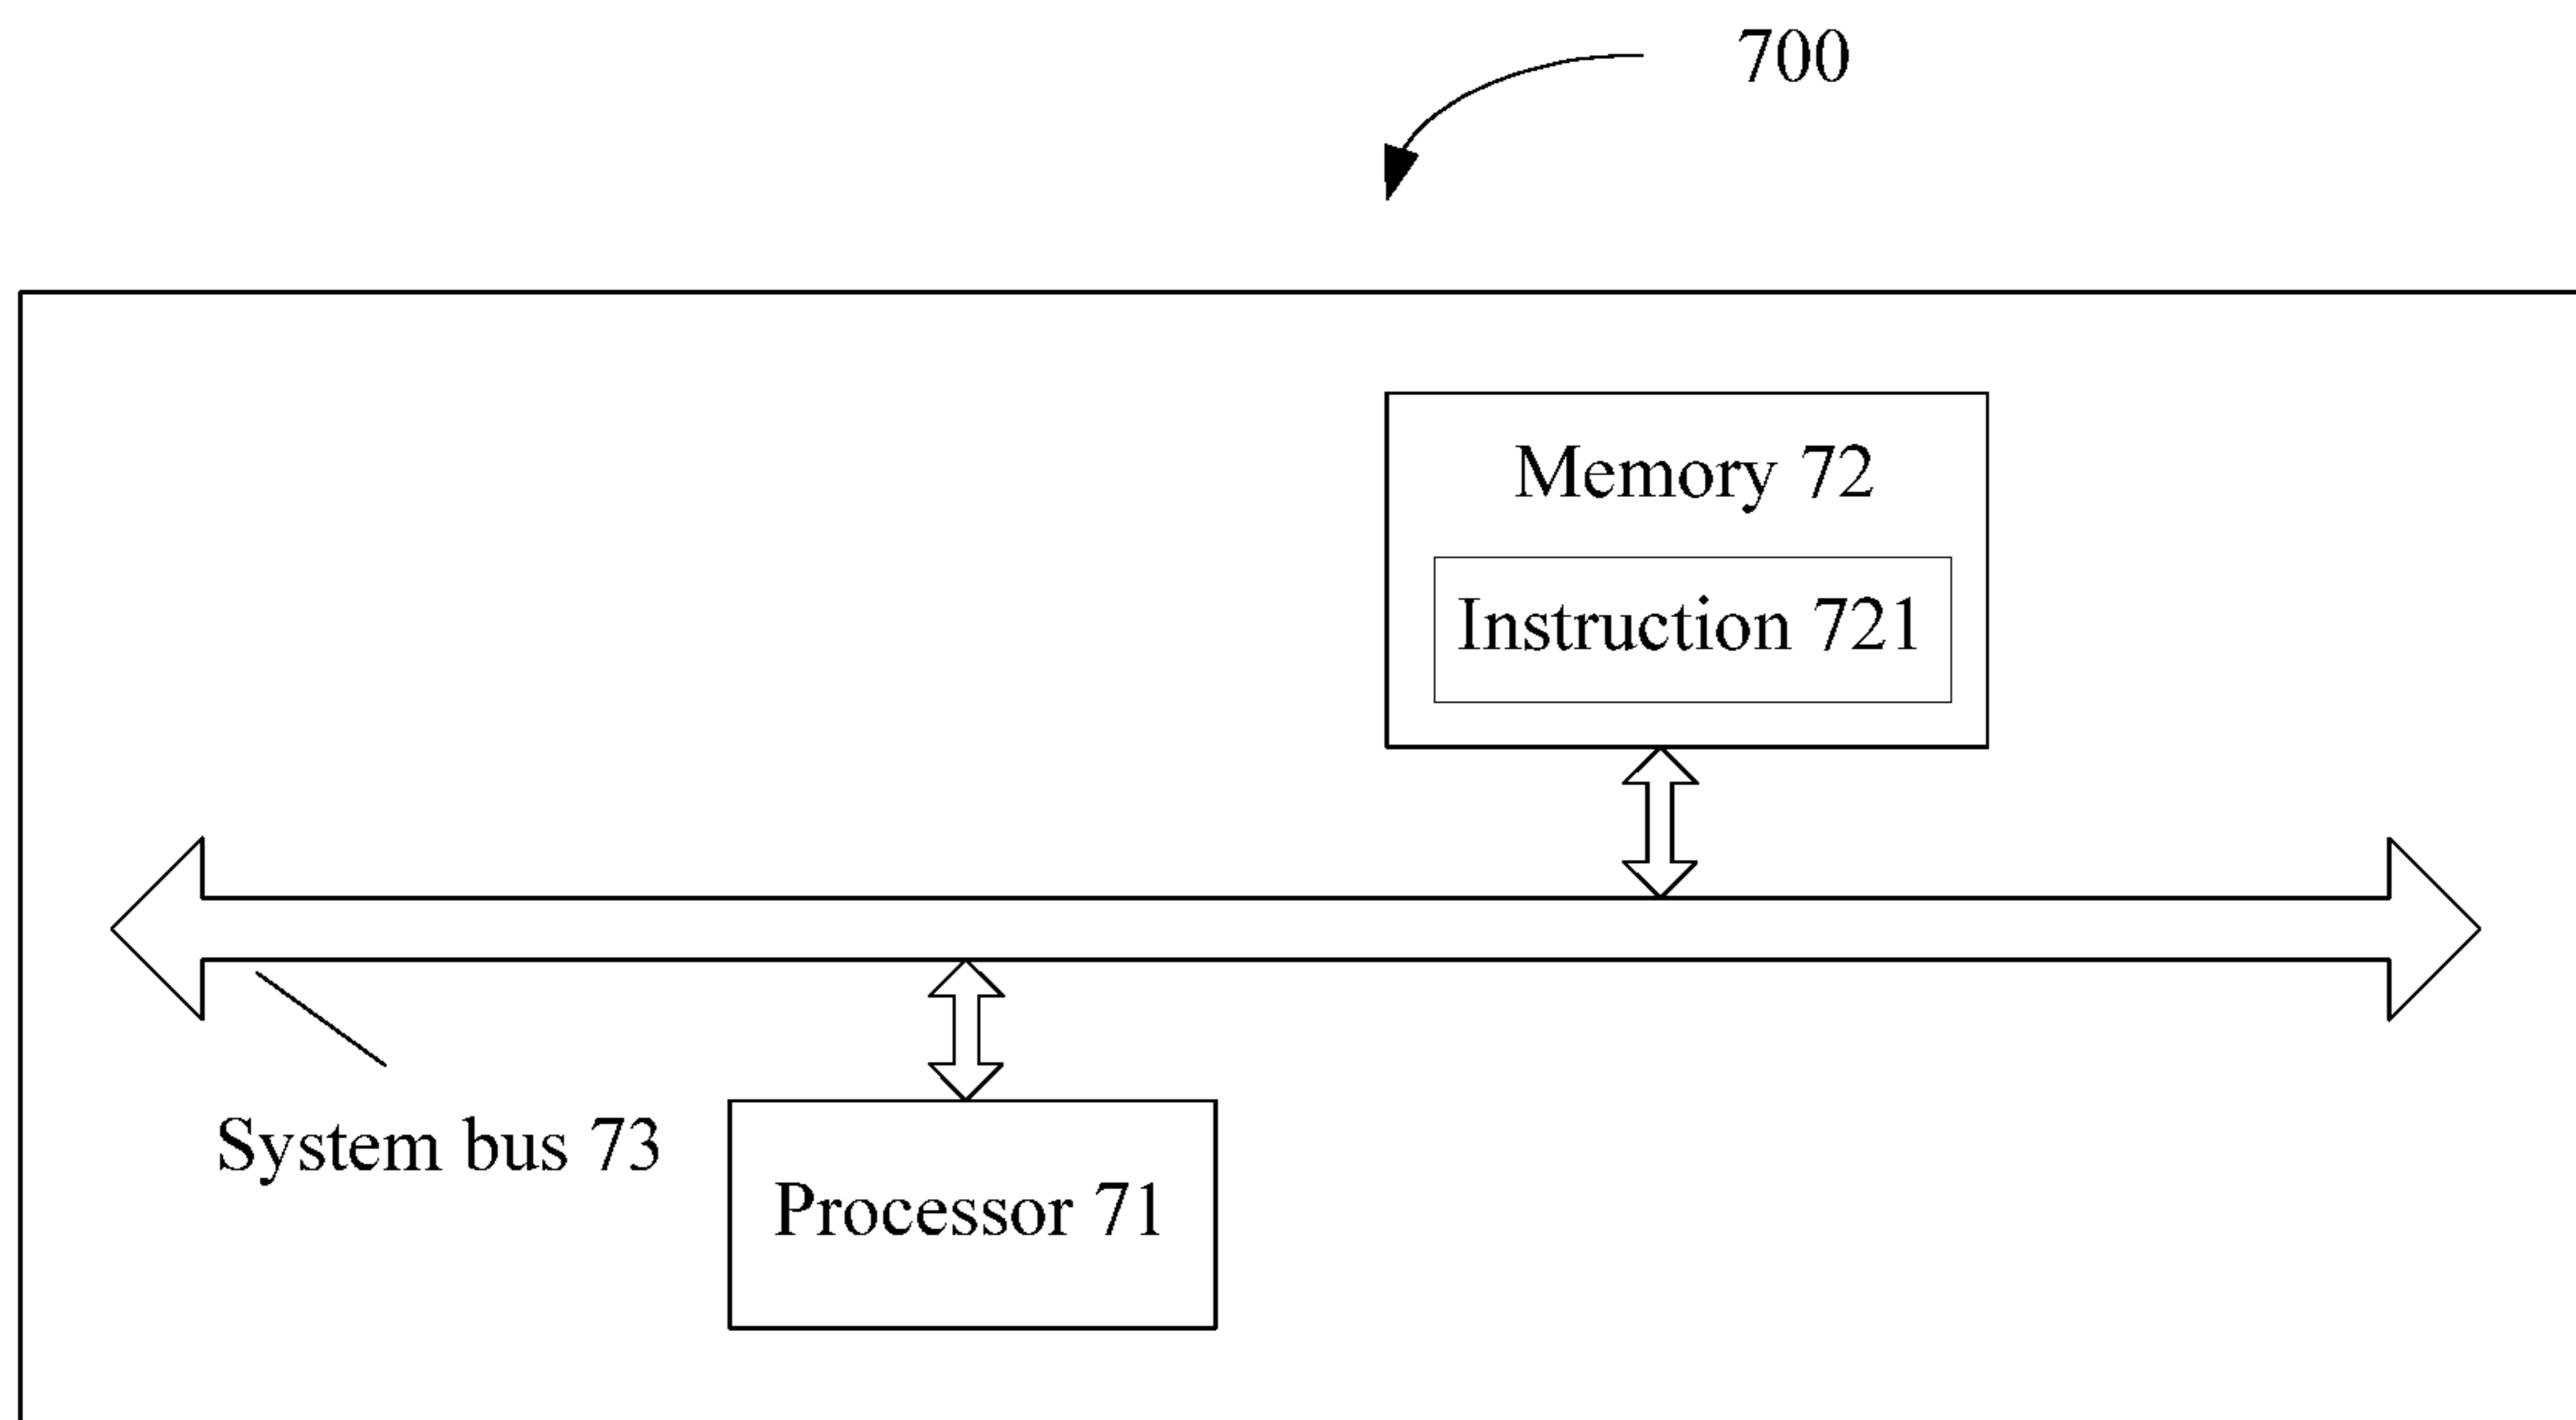 700
Memory 72
Instruction 721
System bus 73
Processor 71